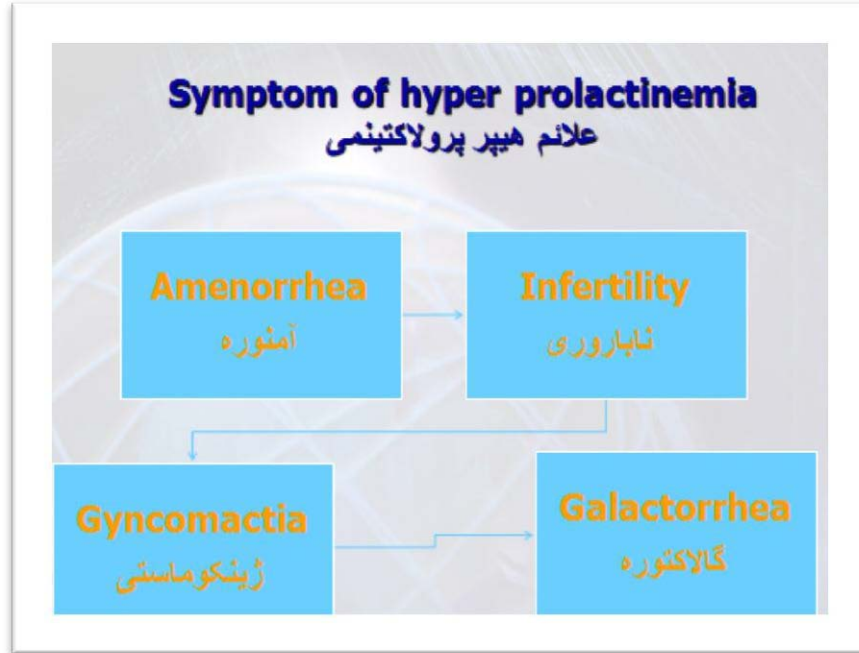 Symptom of hyper prolactinemia
علائم هیپر پرولاکتینمی
Amenorrhea
آمنوره
Infertility
ناباروری
Gyncomactia
ژینکوماستی
Galactorrhea
گالاکتوره